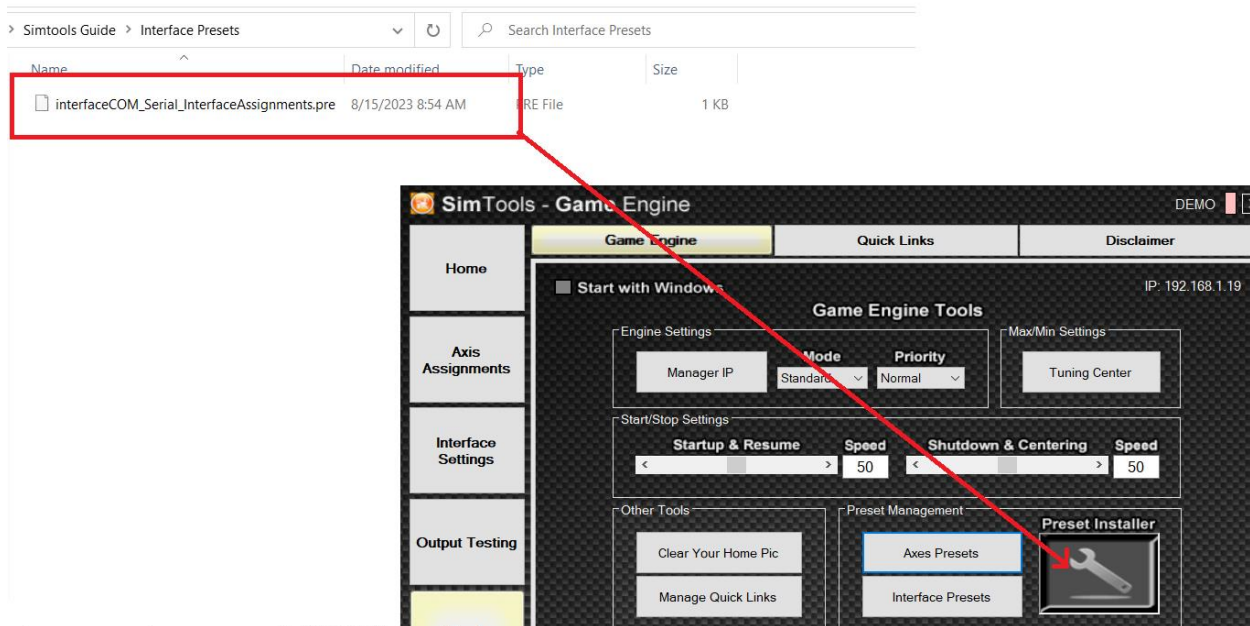 > Simtools Guide > Interface Presets
Search Interface Presets
Name Date modified Type Size
interfaceCOM_Serial_InterfaceAssignments.pre 8/15/2023 8:54 AM PRE File 1 KB
SimTools - Game Engine DEMO
Game Engine Quick Links Disclaimer
Home
Start with Windows IP: 192.168.1.19
Game Engine Tools
Engine Settings Max/Min Settings
Axis
Assignments
Mode Priority
Manager IP Standard Normal Tuning Center
Start/Stop Settings
Interface
Settings
Startup & Resume Speed Shutdown & Centering Speed
< > 50 < > 50
Other Tools Preset Management
Preset Installer
Output Testing
Clear Your Home Pic Axes Presets
Manage Quick Links Interface Presets